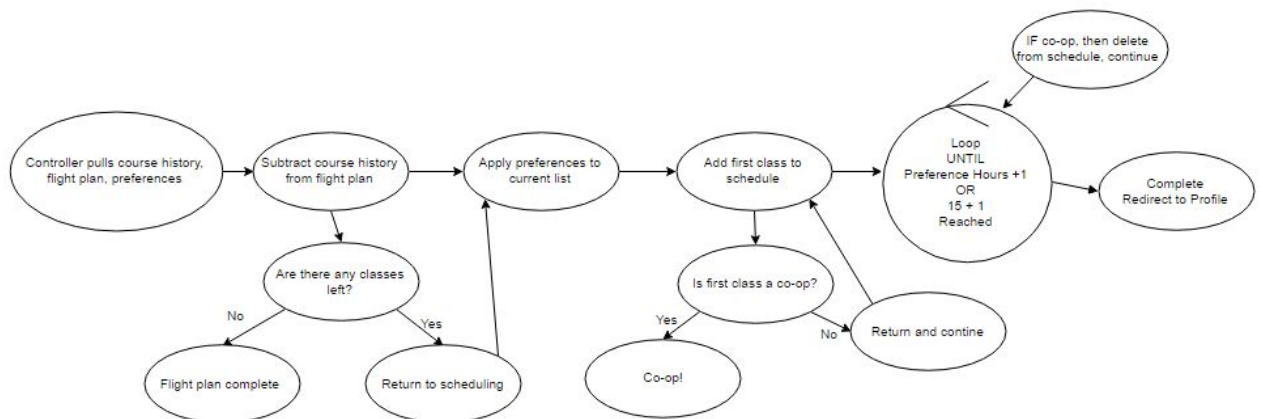 IF co-op, then delete
from schedule, continue
Controller pulls course history,
flight plan, preferences
Subtract course history
from flight plan
Apply preferences to
current list
Add first class to
schedule
Loop
UNTIL
Preference Hours +1
OR
15 + 1
Reached
Complete
Redirect to Profile
Are there any classes
left?
Is first class a co-op?
No
Yes
Yes
No
Return and contine
Flight plan complete
Return to scheduling
Co-op!